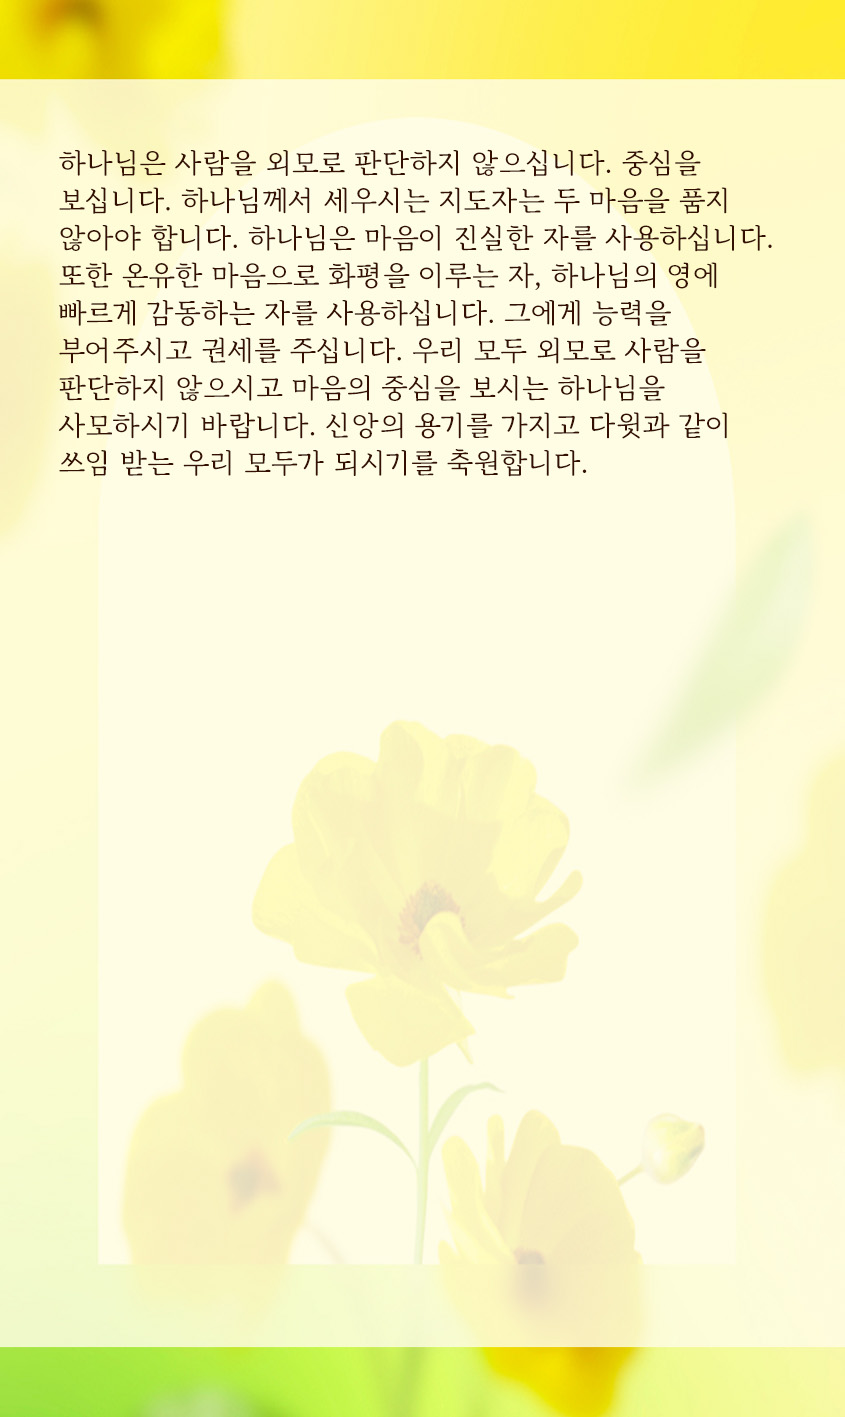 하나님은 사람을 외모로 판단하지 않으십니다. 중심을
보십니다. 하나님께서 세우시는 지도자는 두 마음을 품지
않아야 합니다. 하나님은 마음이 진실한 자를 사용하십니다.
또한 온유한 마음으로 화평을 이루는 자, 하나님의 영에
빠르게 감동하는 자를 사용하십니다. 그에게 능력을
부어주시고 권세를 주십니다. 우리 모두 외모로 사람을
판단하지 않으시고 마음의 중심을 보시는 하나님을
사모하시기 바랍니다. 신앙의 용기를 가지고 다윗과 같이
쓰임 받는 우리 모두가 되시기를 축원합니다.